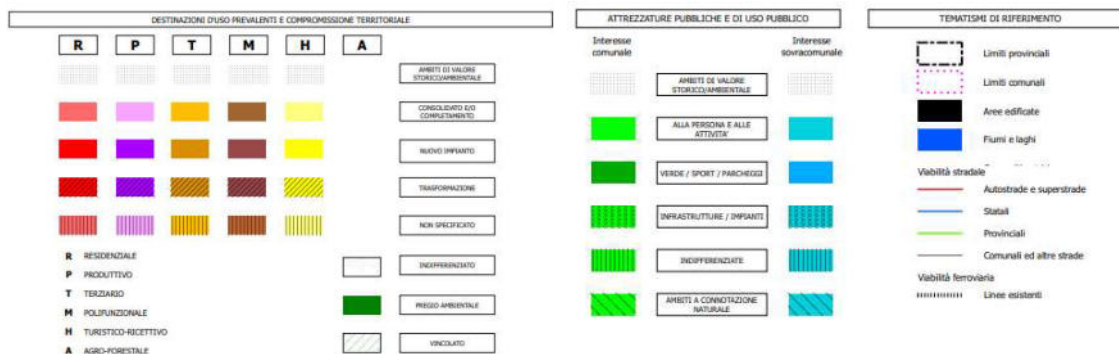 DESTINAZIONI D'USO PREVALENTI E COMPROMISSIONE TERRITORIALE
R P T M H A
AMBITI DI VALORE
STORICO/AMBIENTALE
CONSOLIDATO E/O
COMPLETAMENTO
NUOVO IMPIANTO
TRASFORMAZIONE
NON SPECIFICATO
R RESIDENZIALE
P PRODUTTIVO
T TERZIARIO
M POLIFUNZIONALE
H TURISTICO-RICETTIVO
A AGRO-FORESTALE
INDIFFERENZIATO
PREGIO AMBIENTALE
VINCOLATO
ATTREZZATURE PUBBLICHE E DI USO PUBBLICO
Interesse
comunale
Interesse
sovracomunale
AMBITI DI VALORE
STORICO/AMBIENTALE
ALLA PERSONA E ALLE
ATTIVITA'
VERDE / SPORT / PARCHEGGI
INFRASTRUTTURE / IMPIANTI
INDIFFERENZIATE
AMBITI A CONNOTAZIONE
NATURALE
TEMATISMI DI RIFERIMENTO
Limiti provinciali
Limiti comunali
Aree edificate
Fiumi e laghi
Viabilità stradale
Autostrade e superstrade
Statali
Provinciali
Comunali ed altre strade
Viabilità ferroviaria
Linee esistenti